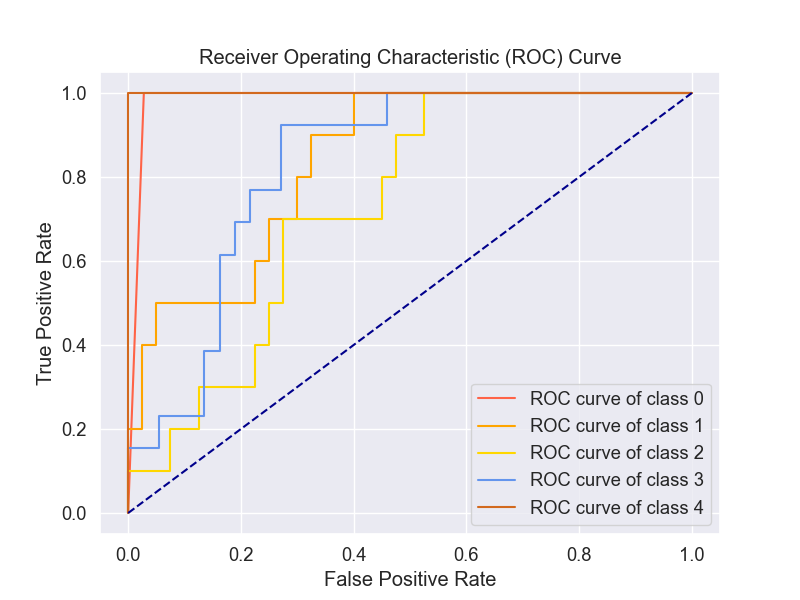 Receiver Operating Characteristic (ROC) Curve
True Positive Rate
1.0
0.8
0.6
0.4
0.2
0.0
0.0 0.2 0.4 0.6 0.8 1.0
False Positive Rate
ROC curve of class 0
ROC curve of class 1
ROC curve of class 2
ROC curve of class 3
ROC curve of class 4